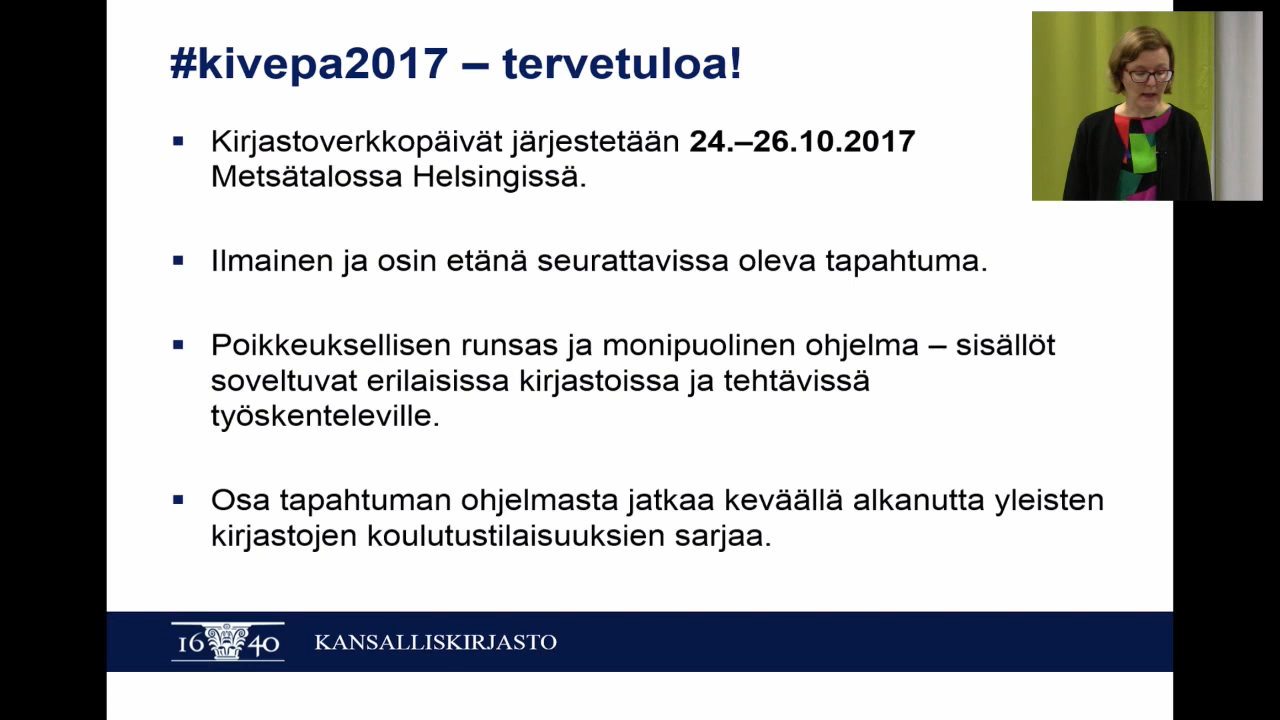 #kivepa2017 – tervetuloa!
▪ Kirjastoverkkopäivät järjestetään 24.–26.10.2017
Metsätalossa Helsingissä.
▪ Ilmainen ja osin etänä seurattavissa oleva tapahtuma.
▪ Poikkeuksellisen runsas ja monipuolinen ohjelma – sisällöt
soveltuvat erilaisissa kirjastoissa ja tehtävissä
työskenteleville.
▪ Osa tapahtuman ohjelmasta jatkaa keväällä alkanutta yleisten
kirjastojen koulutustilaisuuksien sarjaa.
1640 KANSALLISKIRJASTO